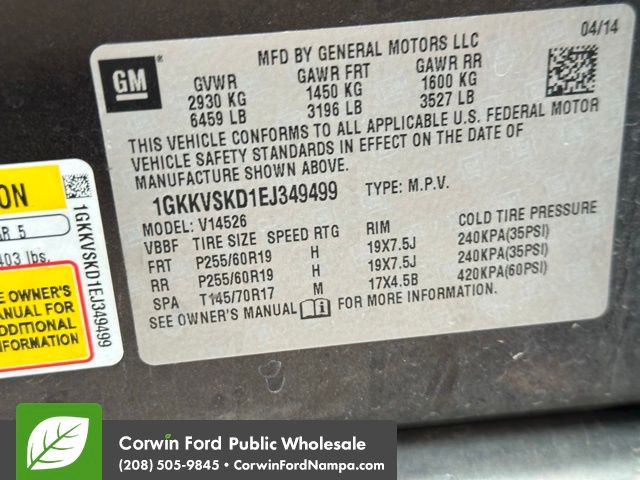 GM
MFD BY GENERAL MOTORS LLC
04/14
GVWR GAWR FRT GAWR RR
2930 KG 1450 KG 1600 KG
6459 LB 3196 LB 3527 LB
THIS VEHICLE CONFORMS TO ALL APPLICABLE U.S. FEDERAL MOTOR
VEHICLE SAFETY STANDARDS IN EFFECT ON THE DATE OF
MANUFACTURE SHOWN ABOVE.
1GKKVSKD1EJ349499 TYPE: M.P.V.
MODEL: V14526
VBBF TIRE SIZE SPEED RTG RIM COLD TIRE PRESSURE
FRT P255/60R19 H 19X7.5J 240KPA(35PSI)
RR P255/60R19 H 19X7.5J 240KPA(35PSI)
SPA T145/70R17 M 17X4.5B 420KPA(60PSI)
SEE OWNER'S MANUAL FOR MORE INFORMATION.
ON
AR 5
403 lbs.
E OWNER'S
ANUAL FOR
DDITIONAL
FORMATION
1GKKVSKD1EJ349499
Corwin Ford Public Wholesale
(208) 505-9845 • CorwinFordNampa.com